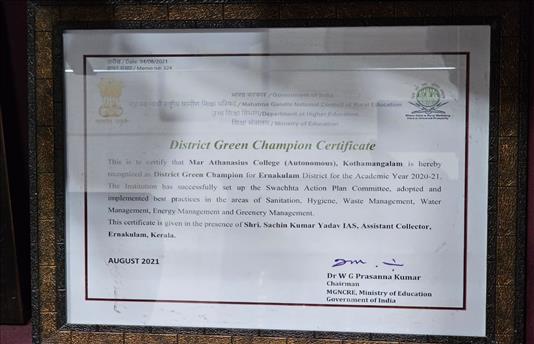 दिनांक / Date 04/08/2021
भारत सरकार / Government of India
महात्मा गांधी राष्ट्रीय ग्रामीण शिक्षा परिषद / Mahatma Gandhi National Council of Rural Education
उच्च शिक्षा विभाग / Department of Higher Education
शिक्षा मंत्रालय / Ministry of Education
District Green Champion Certificate
This is to certify that Mar Athanasius College (Autonomous), Kothamangalam is hereby
recognized as District Green Champion for Ernakulam District for the Academic Year 2020-21.
The Institution has successfully set up the Swachhta Action Plan Committee, adopted and
implemented best practices in the areas of Sanitation, Hygiene, Waste Management, Water
Management, Energy Management and Greenery Management.
This certificate is given in the presence of Shri. Sachin Kumar Yadav IAS, Assistant Collector,
Ernakulam, Kerala.
AUGUST 2021
Dr W G Prasanna Kumar
Chairman
MGNCRE, Ministry of Education
Government of India